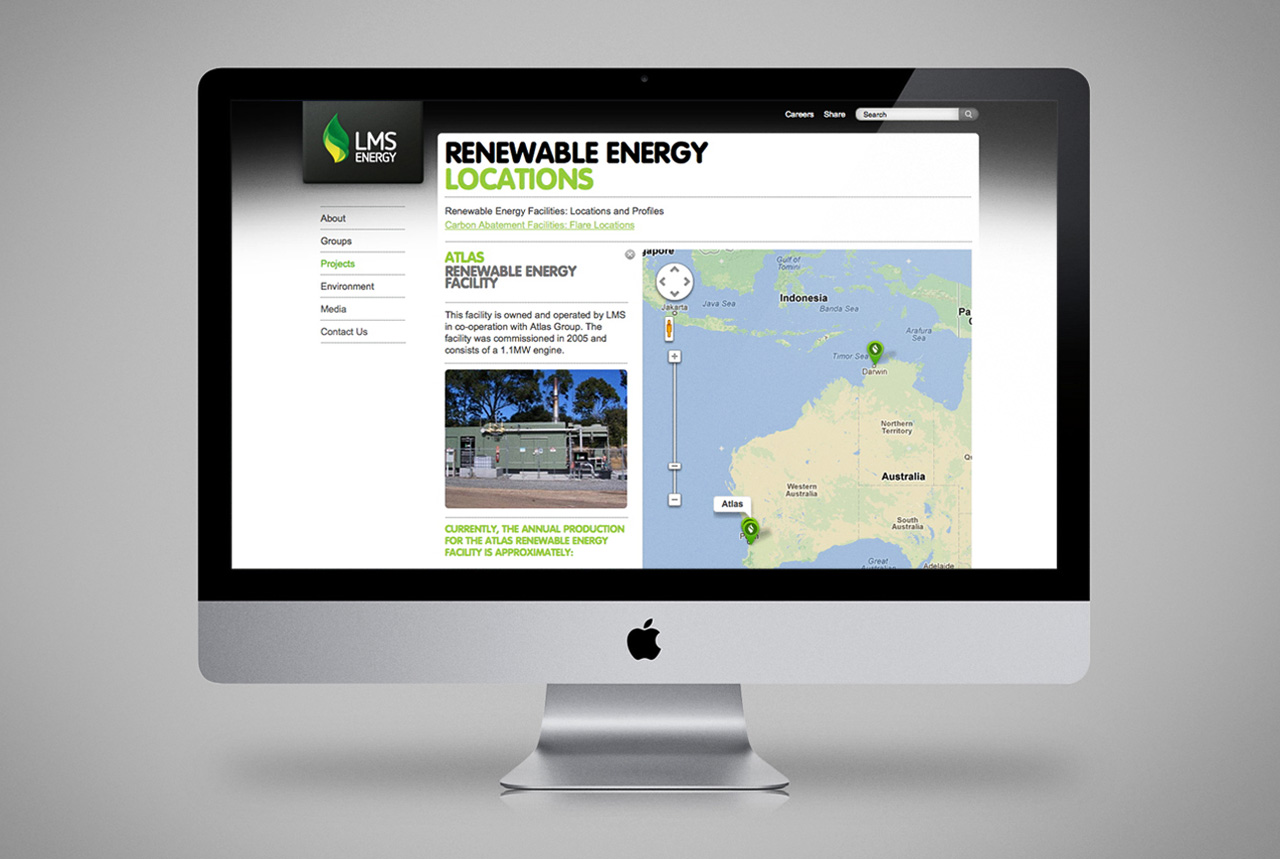 Careers Share Search
LMS
ENERGY
RENEWABLE ENERGY
LOCATIONS
Renewable Energy Facilities: Locations and Profiles
Carbon Abatement Facilities: Flare Locations
About
Groups
Projects
Environment
Media
Contact Us
ATLAS
RENEWABLE ENERGY
FACILITY
This facility is owned and operated by LMS
in co-operation with Atlas Group. The
facility was commissioned in 2005 and
consists of a 1.1MW engine.
CURRENTLY, THE ANNUAL PRODUCTION
FOR THE ATLAS RENEWABLE ENERGY
FACILITY IS APPROXIMATELY:
gapore
Gulf of
Tomini
Indonesia
Jakarta
Java Sea
Banda Sea
Pa
Arafura
Sea
Timor Sea
Darwin
Northern
Territory
Australia
Western
Australia
Atlas
South
Australia
Great
Australian
Adelaide